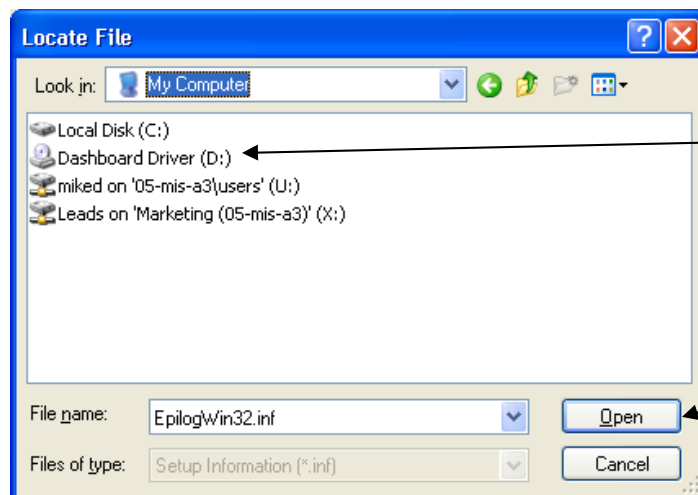 Locate File
Look in: My Computer
Local Disk (C:)
Dashboard Driver (D:)
miked on '05-mis-a3\users' (U:)
Leads on 'Marketing (05-mis-a3)' (X:)
File name: EpilogWin32.inf Open
Files of type: Setup Information (*.inf) Cancel